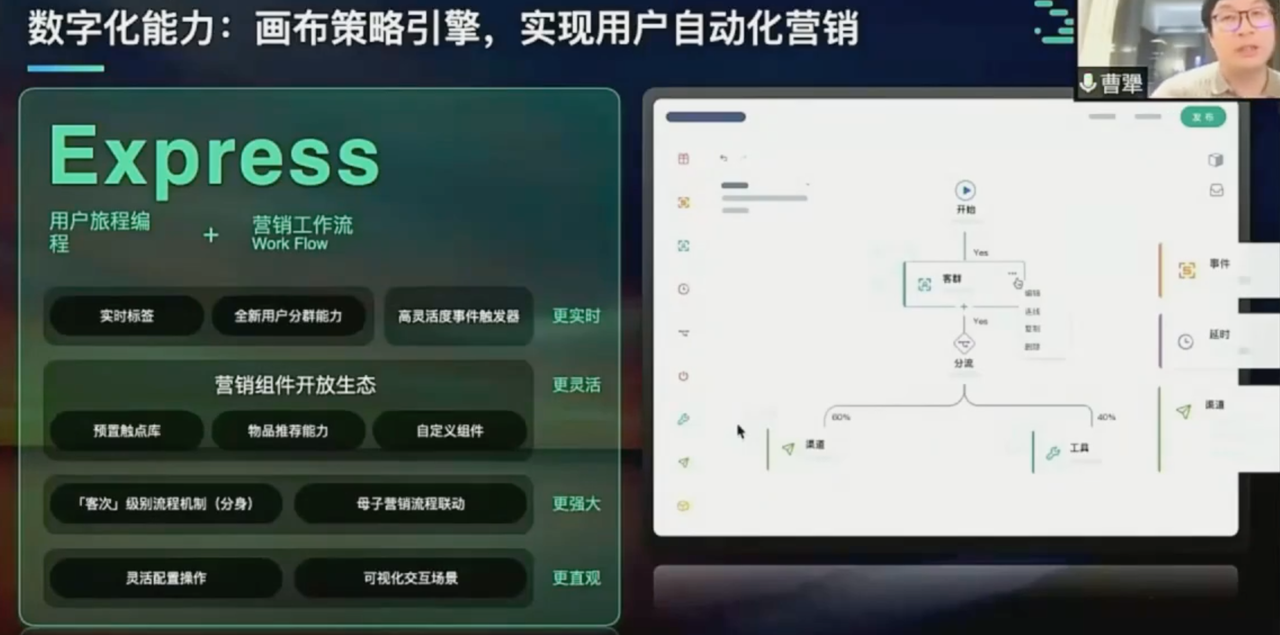 数字化能力：画布策略引擎，实现用户自动化营销
曹犟
Express
用户旅程编
程
+
营销工作流
Work Flow
实时标签
全新用户分群能力
高灵活度事件触发器
更实时
营销组件开放生态
更灵活
预置触点库
物品推荐能力
自定义组件
「客次」级别流程机制（分身）
母子营销流程联动
更强大
灵活配置操作
可视化交互场景
更直观
发布
开始
Yes
客群
编辑
连线
复制
删除
Yes
分流
60%
40%
渠道
工具
事件
延时
渠道